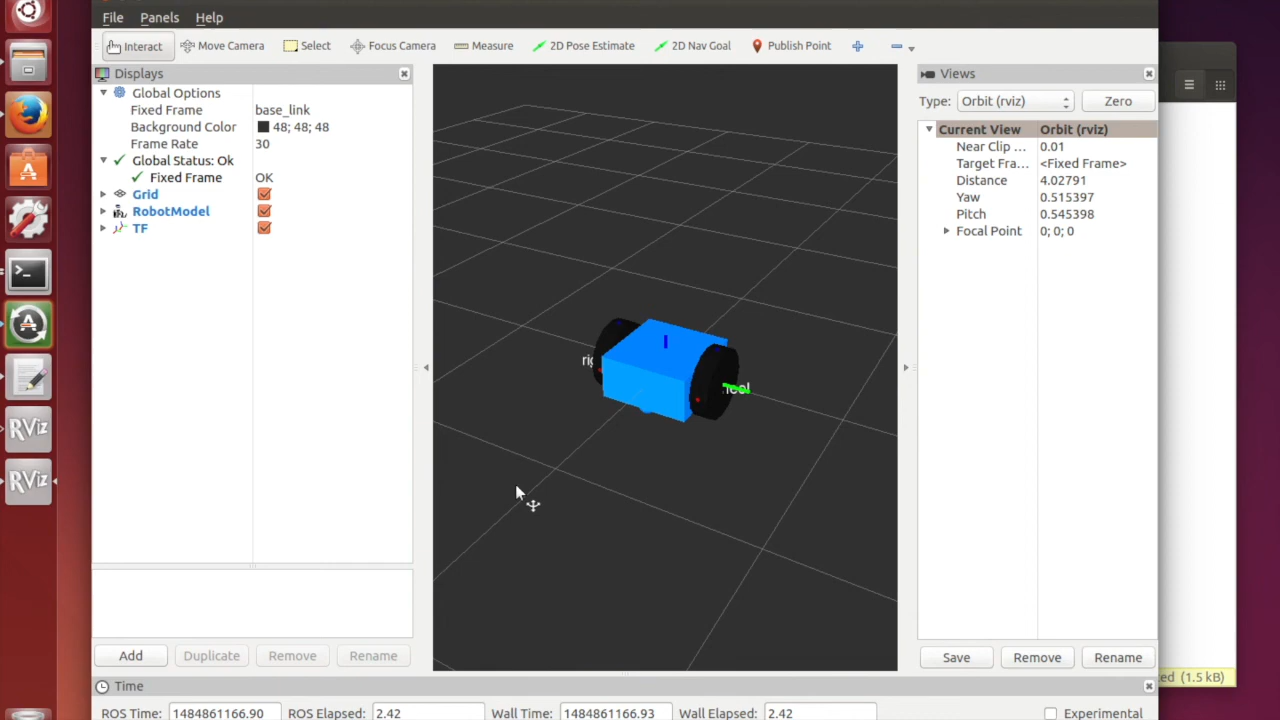 File Panels Help
Interact Move Camera Select Focus Camera Measure 2D Pose Estimate 2D Nav Goal Publish Point
Displays
Global Options
Fixed Frame base_link
Background Color 48; 48; 48
Frame Rate 30
Global Status: Ok
Fixed Frame OK
Grid
RobotModel
TF
Add Duplicate Remove Rename
Views
Type: Orbit (rviz) Zero
Current View Orbit (rviz)
Near Clip ... 0.01
Target Fra... <Fixed Frame>
Distance 4.02791
Yaw 0.515397
Pitch 0.545398
Focal Point 0; 0; 0
Save Remove Rename
Time
ROS Time: 1484861166.90 ROS Elapsed: 2.42 Wall Time: 1484861166.93 Wall Elapsed: 2.42 Experimental
RViz
RViz
(1.5 kB)